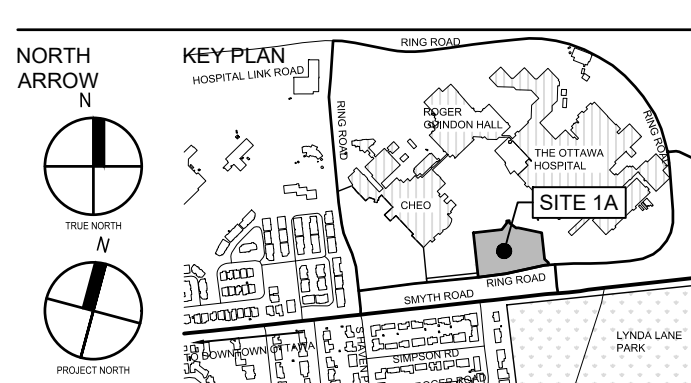 NORTH
ARROW
N
TRUE NORTH
N
PROJECT NORTH
KEY PLAN
HOSPITAL LINK ROAD
RING ROAD
RING ROAD
RING ROAD
ROGER
GUINDON HALL
THE OTTAWA
HOSPITAL
CHEO
SITE 1A
RING ROAD
SMYTH ROAD
DOWNTOWN OTTAWA
SIMPSON RD
ROAD
LYNDA LANE
PARK